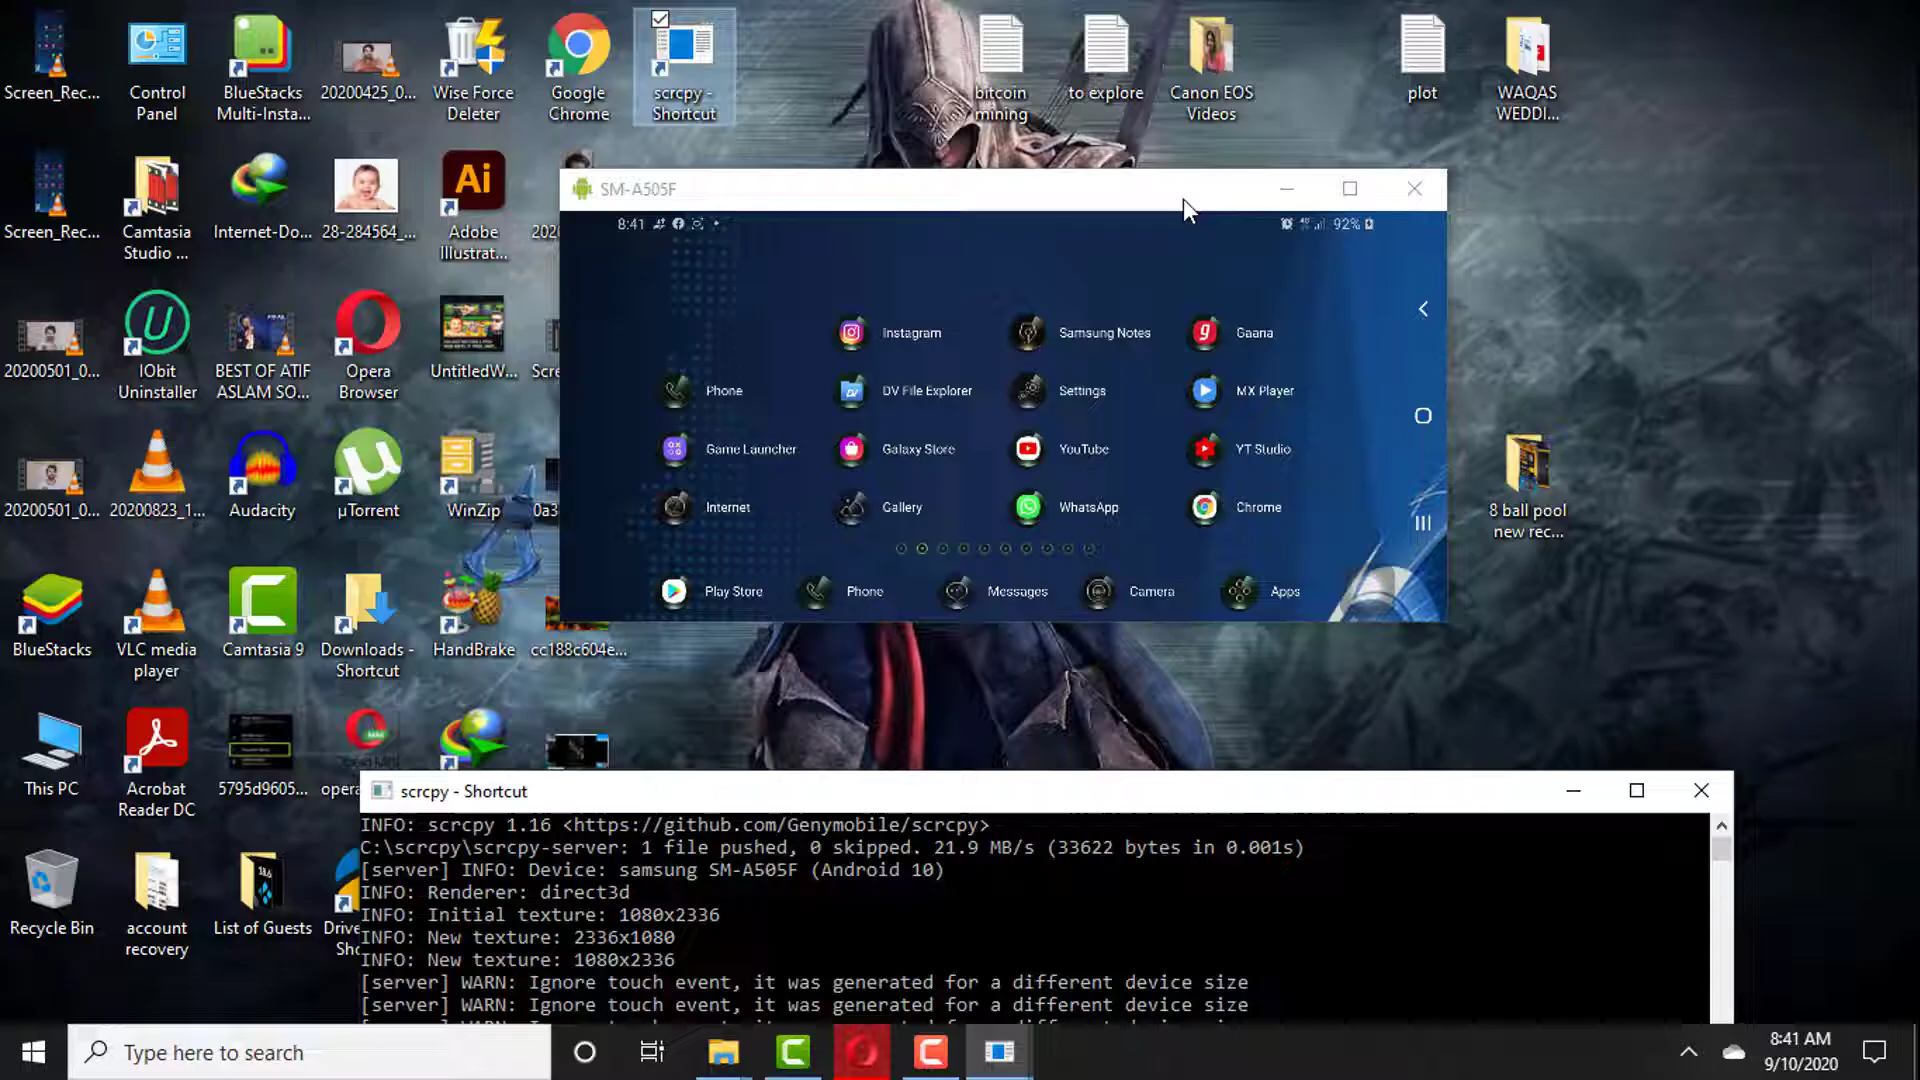 Screen_Rec...
Control
Panel
BlueStacks
Multi-Insta...
20200425_0...
Wise Force
Deleter
Google
Chrome
scrcpy -
Shortcut
bitcoin
mining
to explore
Canon EOS
Videos
plot
WAQAS
WEDDI...
Screen_Rec...
Camtasia
Studio ...
Internet-Do...
28-284564_...
Ai
Adobe
Illustrat...
SM-A505F
8:41
92%
Instagram
Samsung Notes
Gaana
Phone
DV File Explorer
Settings
MX Player
Game Launcher
Galaxy Store
YouTube
YT Studio
Internet
Gallery
WhatsApp
Chrome
Play Store
Phone
Messages
Camera
Apps
20200501_0...
IObit
Uninstaller
BEST OF ATIF
ASLAM SO...
Opera
Browser
UntitledW...
20200501_0...
20200823_1...
Audacity
µTorrent
WinZip
8 ball pool
new rec...
BlueStacks
VLC media
player
Camtasia 9
Downloads -
Shortcut
HandBrake
cc188c604e...
This PC
Acrobat
Reader DC
5795d9605...
Recycle Bin
account
recovery
List of Guests
scrcpy - Shortcut
INFO: scrcpy 1.16 <https://github.com/Genymobile/scrcpy>
C:\scrcpy\scrcpy-server: 1 file pushed, 0 skipped. 21.9 MB/s (33622 bytes in 0.001s)
[server] INFO: Device: samsung SM-A505F (Android 10)
INFO: Renderer: direct3d
INFO: Initial texture: 1080x2336
INFO: New texture: 2336x1080
INFO: New texture: 1080x2336
[server] WARN: Ignore touch event, it was generated for a different device size
[server] WARN: Ignore touch event, it was generated for a different device size
Type here to search
8:41 AM
9/10/2020